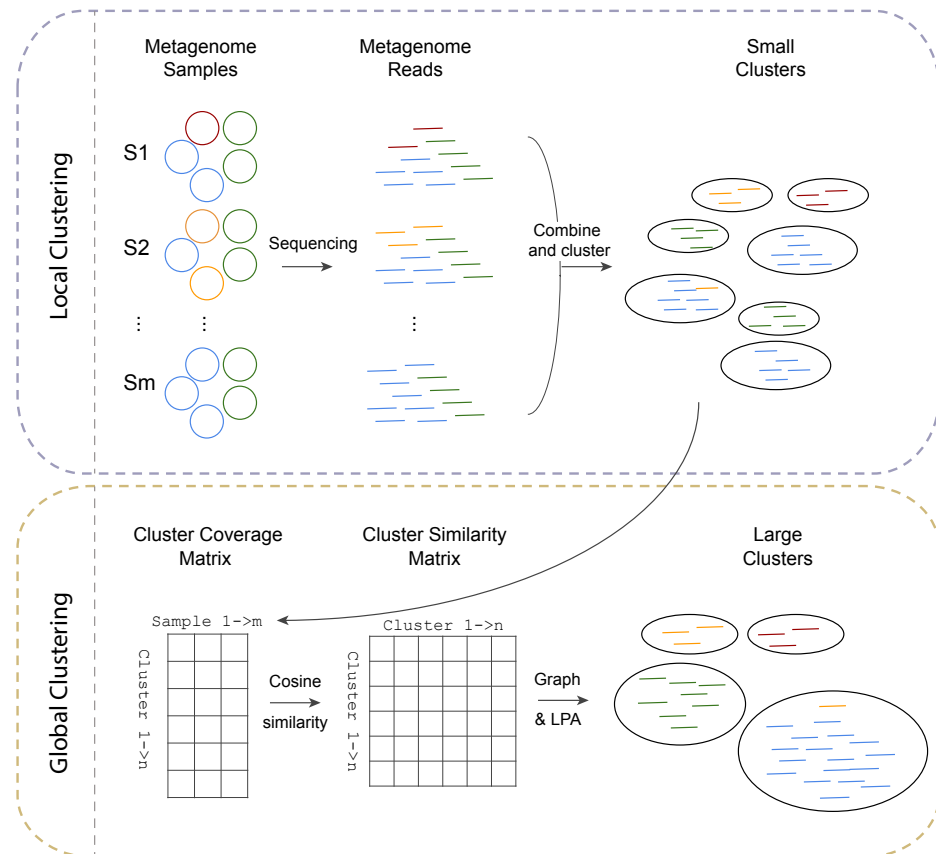 Local Clustering
Metagenome
Samples
Metagenome
Reads
Small
Clusters
S1
S2
Sequencing
Combine
and cluster
...
...
...
Sm
Global Clustering
Cluster Coverage
Matrix
Cluster Similarity
Matrix
Large
Clusters
Sample 1->m
Cluster 1->n
Cosine
similarity
Cluster 1->n
Cluster 1->n
Graph
& LPA